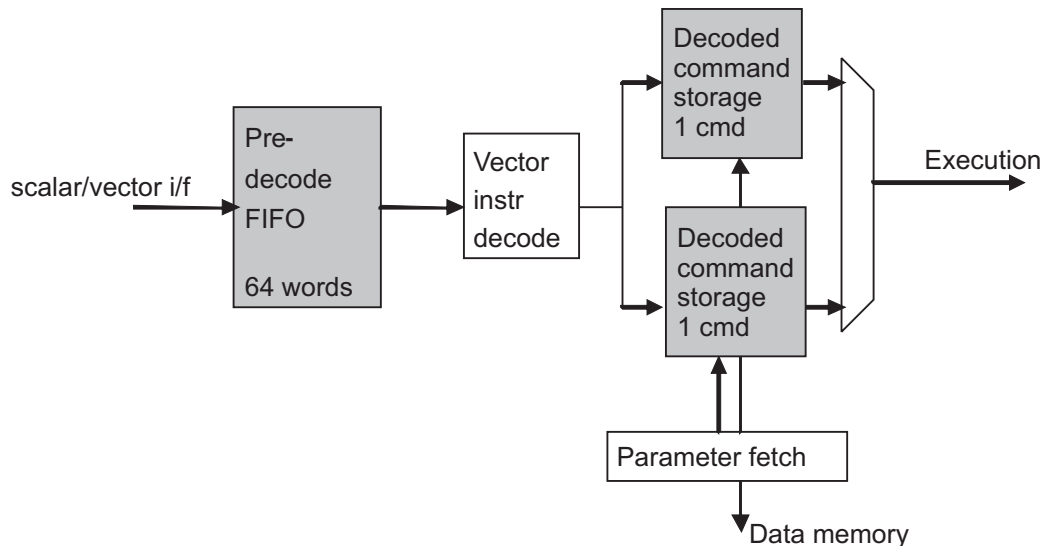 scalar/vector i/f
Pre-
decode
FIFO
64 words
Vector
instr
decode
Decoded
command
storage
1 cmd
Decoded
command
storage
1 cmd
Execution
Parameter fetch
Data memory